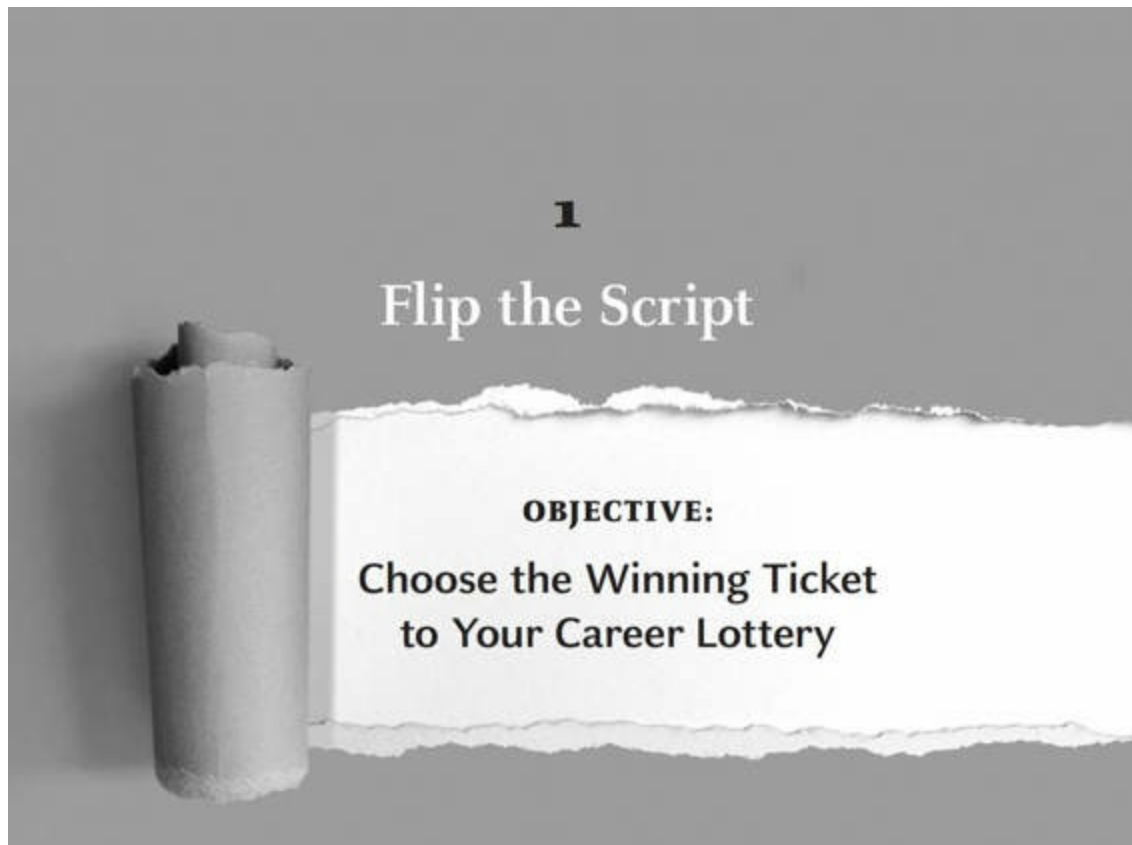 1
Flip the Script
OBJECTIVE:
Choose the Winning Ticket
to Your Career Lottery